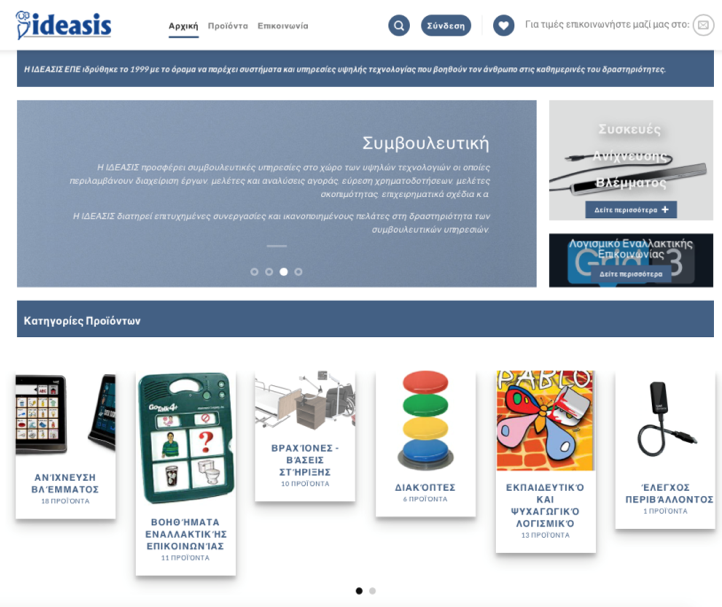 ideasis
Αρχική Προϊόντα Επικοινωνία
Σύνδεση
Για τιμές επικοινωνήστε μαζί μας στο:
Η ΙΔΕΑΣΙΣ ΕΠΕ ιδρύθηκε το 1999 με το όραμα να παρέχει συστήματα και υπηρεσίες υψηλής τεχνολογίας που βοηθούν τον άνθρωπο στις καθημερινές του δραστηριότητες.
Συμβουλευτική
Η ΙΔΕΑΣΙΣ προσφέρει συμβουλευτικές υπηρεσίες στο χώρο των υψηλών τεχνολογιών οι οποίες
περιλαμβάνουν διαχείριση έργων, μελέτες και αναλύσεις αγοράς, εύρεση χρηματοδοτήσεων, μελέτες
σκοπιμότητας, επιχειρηματικά σχέδια κ.α.
Η ΙΔΕΑΣΙΣ διατηρεί επιτυχημένες συνεργασίες και ικανοποιημένους πελάτες στη δραστηριότητα των
συμβουλευτικών υπηρεσιών.
Συσκευές
Ανίχνευσης
Βλέμματος
Δείτε περισσότερα +
Λογισμικό Εναλλακτικής
Επικοινωνίας
Grid 3
Δείτε περισσότερα
Κατηγορίες Προϊόντων
ΑΝΊΧΝΕΥΣΗ
ΒΛΈΜΜΑΤΟΣ
18 ΠΡΟΪΌΝΤΑ
GoTalk4+
ΒΟΗΘΉΜΑΤΑ
ΕΝΑΛΛΑΚΤΙΚΉΣ
ΕΠΙΚΟΙΝΩΝΊΑΣ
11 ΠΡΟΪΌΝΤΑ
ΒΡΑΧΊΟΝΕΣ -
ΒΆΣΕΙΣ
ΣΤΉΡΙΞΗΣ
10 ΠΡΟΪΌΝΤΑ
ΔΙΑΚΌΠΤΕΣ
6 ΠΡΟΪΌΝΤΑ
PABLO
ΕΚΠΑΙΔΕΥΤΙΚΌ
ΚΑΙ
ΨΥΧΑΓΩΓΙΚΌ
ΛΟΓΙΣΜΙΚΌ
13 ΠΡΟΪΌΝΤΑ
ΈΛΕΓΧΟΣ
ΠΕΡΙΒΆΛΛΟΝΤΟΣ
1 ΠΡΟΪΌΝΤΑ